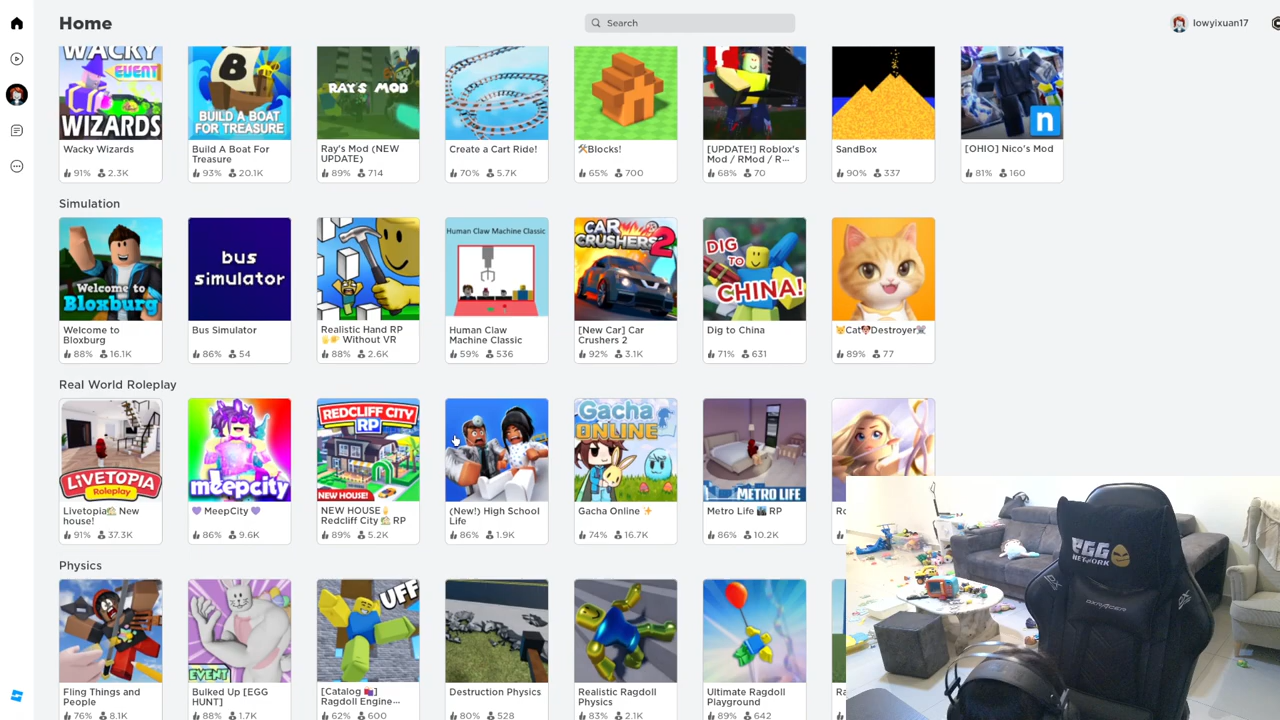 Home
Search
lowyixuan17
WACKY
EVENT
WIZARDS
B
BUILD A BOAT
FOR TREASURE
RAY'S MOD
n
Wacky Wizards
Build A Boat For
Treasure
Ray's Mod (NEW
UPDATE)
Create a Cart Ride!
🛠Blocks!
[UPDATE!] Roblox's
Mod / RMod / R...
SandBox
[OHIO] Nico's Mod
91% 2.3K
93% 20.1K
89% 714
70% 5.7K
65% 700
68% 70
90% 337
81% 160
Simulation
Welcome to
Bloxburg
bus
simulator
Human Claw Machine Classic
CAR
CRUSHERS 2
DIG
TO
CHINA!
Welcome to
Bloxburg
Bus Simulator
Realistic Hand RP
🖐🤛 Without VR
Human Claw
Machine Classic
[New Car] Car
Crushers 2
Dig to China
😼Cat🐶Destroyer☠
88% 16.1K
86% 54
88% 2.6K
59% 536
92% 3.1K
71% 631
89% 77
Real World Roleplay
LIVETOPIA
Roleplay
meepcity
REDCLIFF CITY
RP
NEW HOUSE!
Gacha
ONLINE
METRO LIFE
Livetopia🏡 New
house!
💜 MeepCity 💜
NEW HOUSE👇
Redcliff City 🏡 RP
(New!) High School
Life
Gacha Online ✨
Metro Life 🌃 RP
91% 37.3K
86% 9.6K
89% 5.2K
86% 1.9K
74% 16.7K
86% 10.2K
Physics
EVENT
UFF
Fling Things and
People
Bulked Up [EGG
HUNT]
[Catalog 👯]
Ragdoll Engine...
Destruction Physics
Realistic Ragdoll
Physics
Ultimate Ragdoll
Playground
76% 8.1K
88% 1.7K
62% 600
80% 528
83% 2.1K
89% 642
EGG
NETWORK
DXRACER